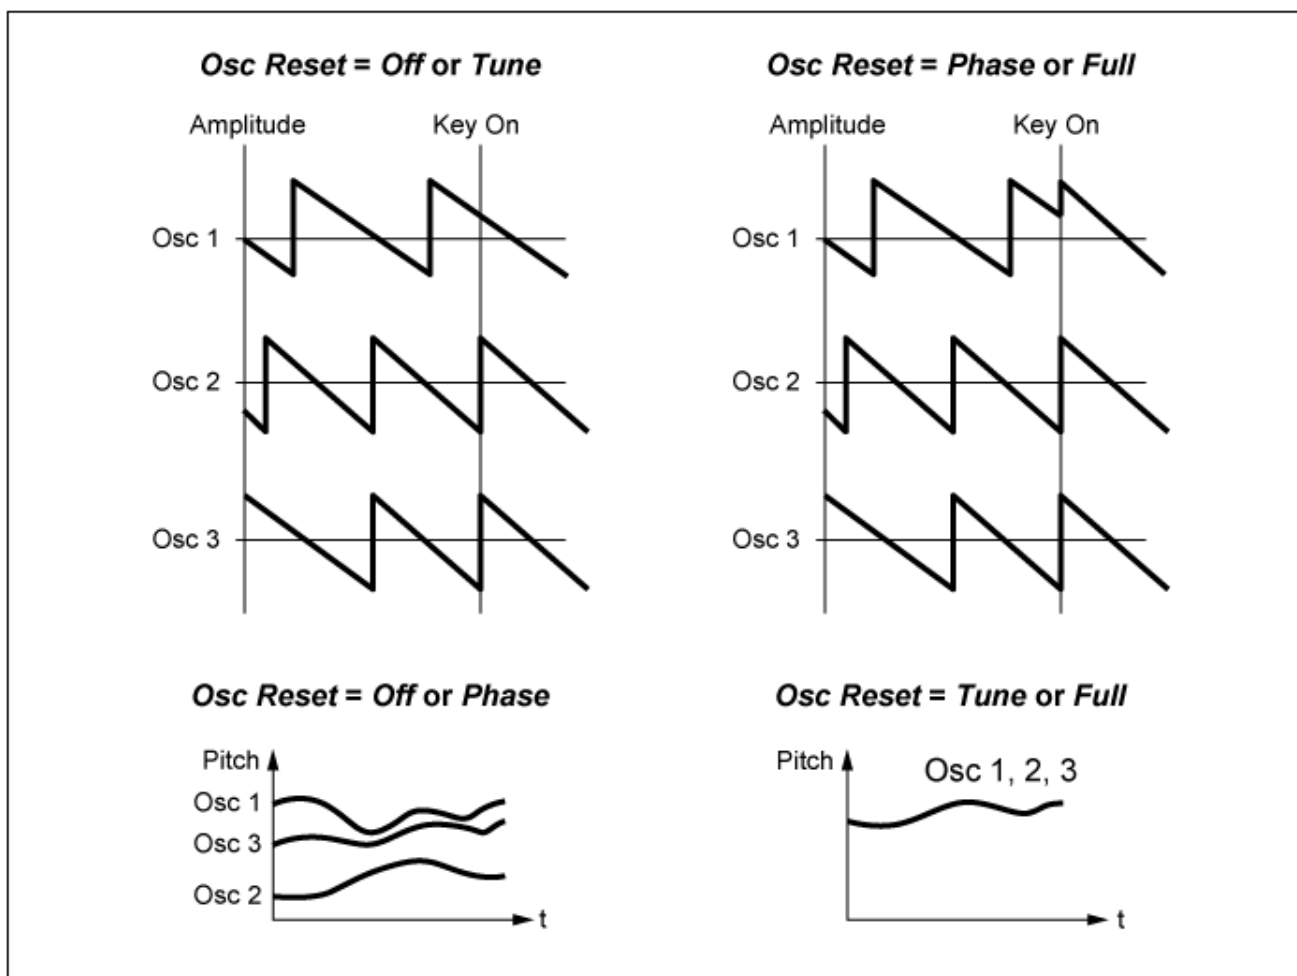 Osc Reset = Off or Tune
Amplitude Key On
Osc 1
Osc 2
Osc 3
Osc Reset = Phase or Full
Amplitude Key On
Osc 1
Osc 2
Osc 3
Osc Reset = Off or Phase
Pitch
Osc 1
Osc 3
Osc 2
t
Osc Reset = Tune or Full
Pitch
Osc 1, 2, 3
t